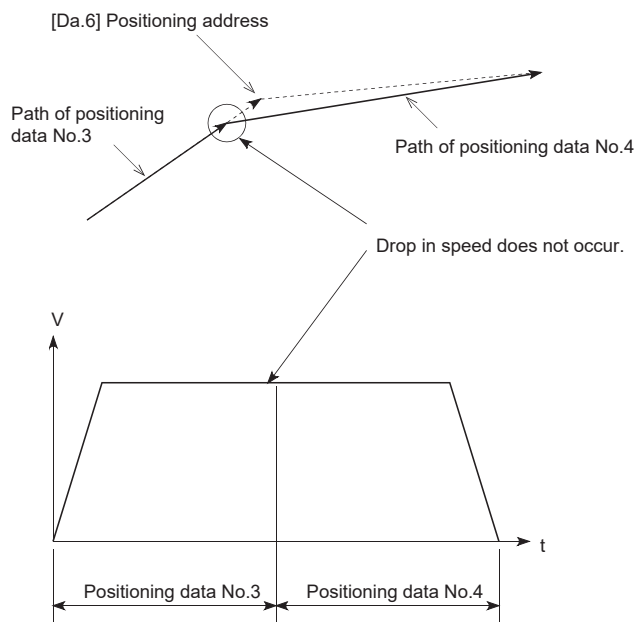 [Da.6] Positioning address
Path of positioning
data No.3
Path of positioning data No.4
Drop in speed does not occur.
V
t
Positioning data No.3
Positioning data No.4